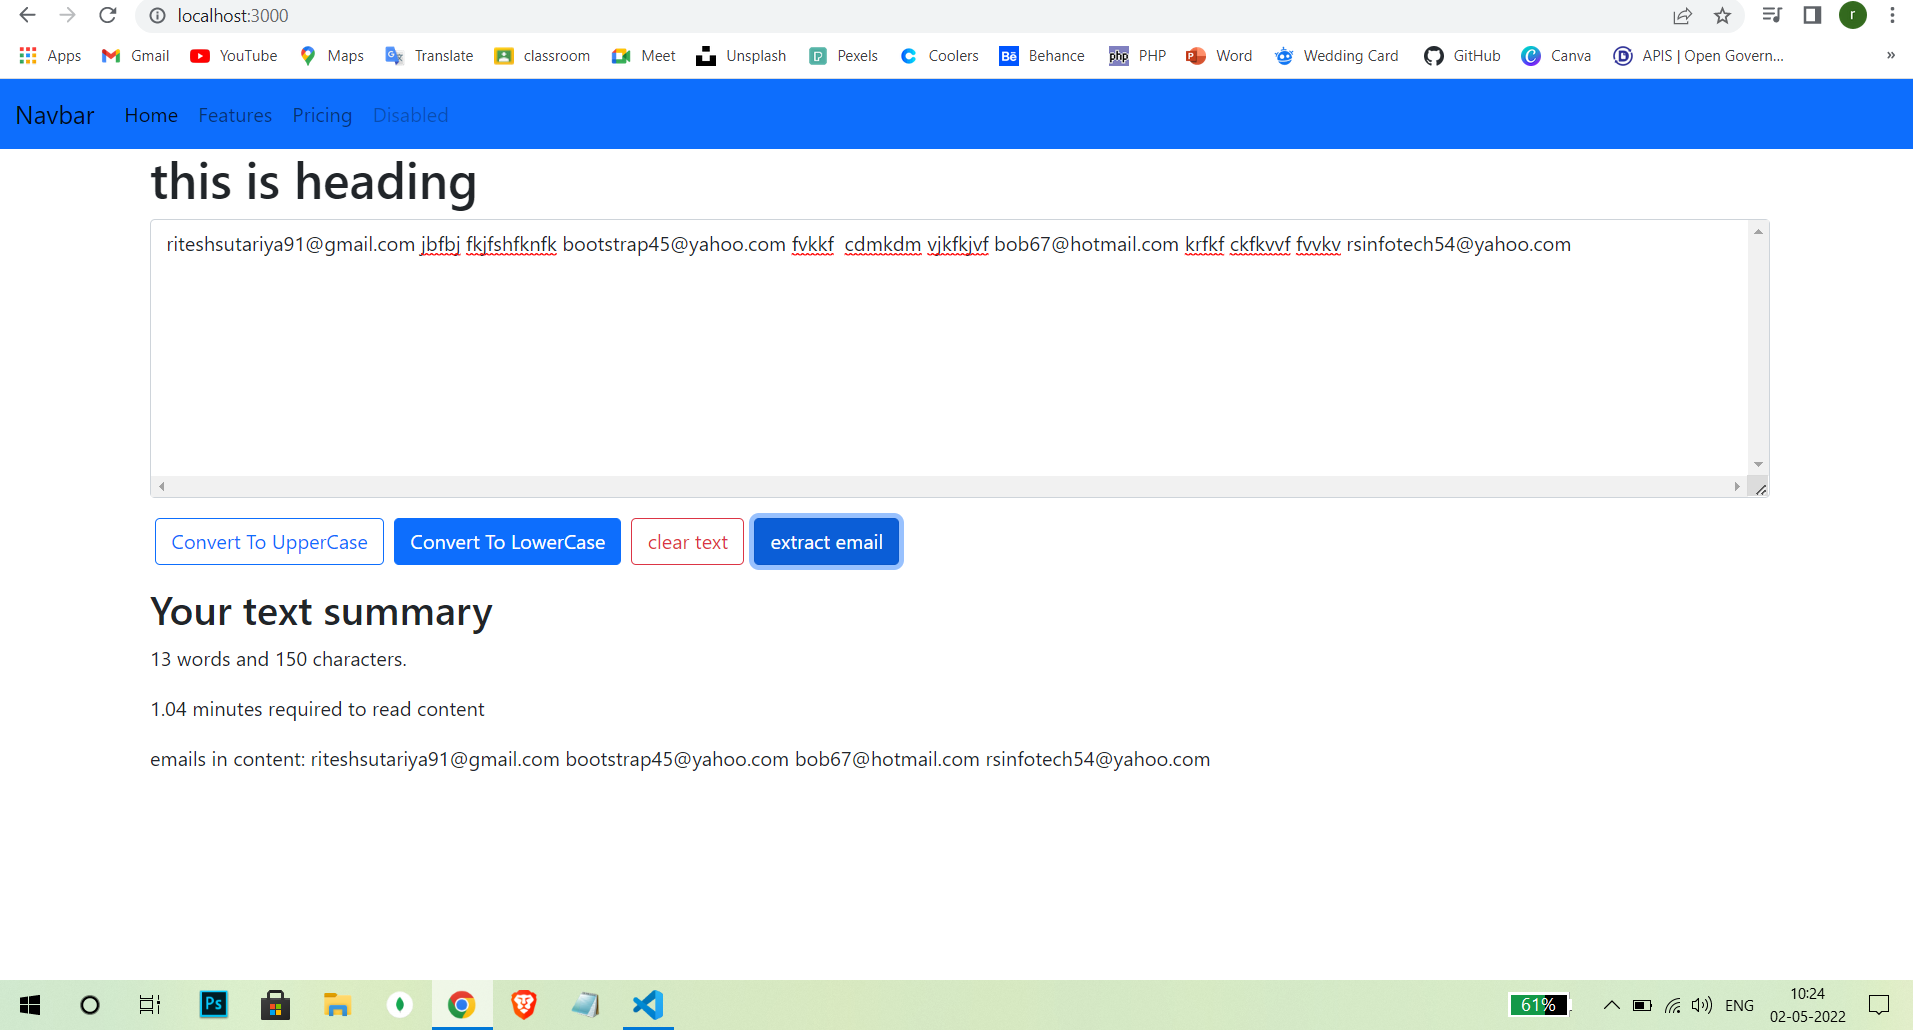 localhost:3000
r
Apps Gmail YouTube Maps Translate classroom Meet Unsplash Pexels Coolers Bē Behance php PHP Word Wedding Card GitHub Canva APIS | Open Govern... »
Navbar Home Features Pricing Disabled
this is heading
riteshsutariya91@gmail.com jbfbj fkjfshfknfk bootstrap45@yahoo.com fvkkf  cdmkdm vjkfkjvf bob67@hotmail.com krfkf ckfkvvf fvvkv rsinfotech54@yahoo.com
Convert To UpperCase Convert To LowerCase clear text extract email
Your text summary
13 words and 150 characters.
1.04 minutes required to read content
emails in content: riteshsutariya91@gmail.com bootstrap45@yahoo.com bob67@hotmail.com rsinfotech54@yahoo.com
Ps 61% ENG 10:24
02-05-2022